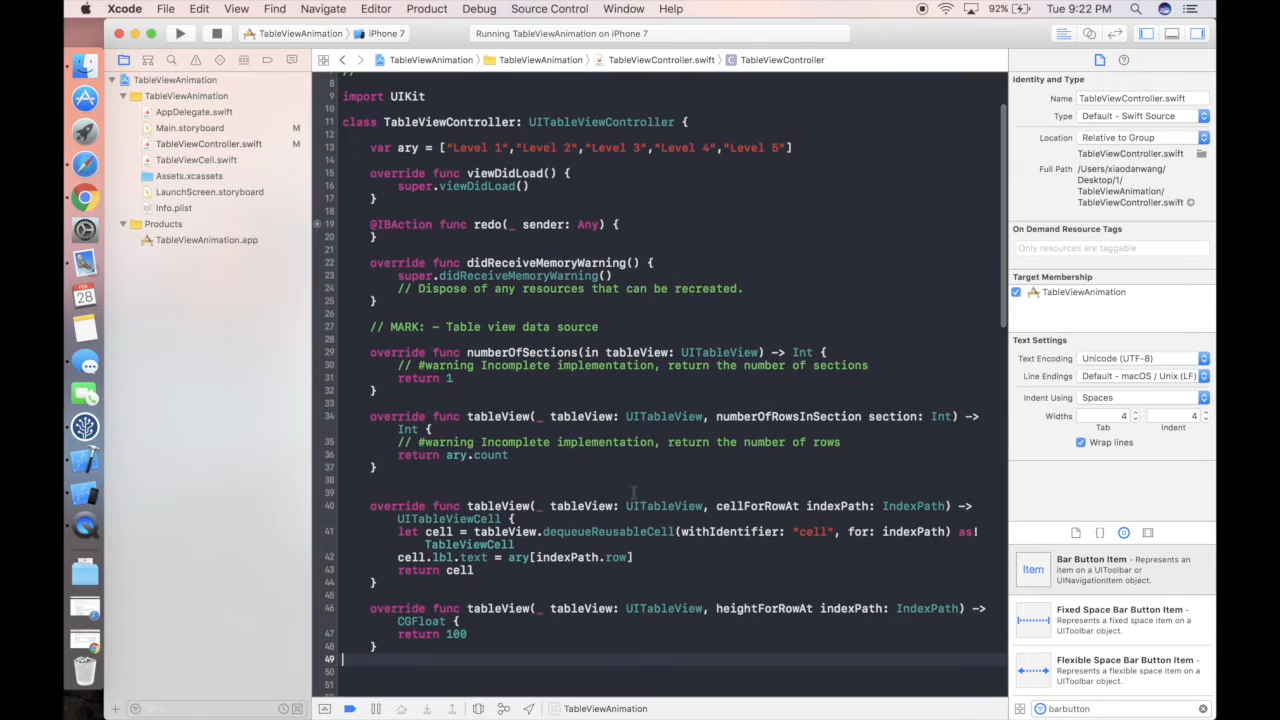 Xcode File Edit View Find Navigate Editor Product Debug Source Control Window Help 92% Tue 9:22 PM
TableViewAnimation iPhone 7 Running TableViewAnimation on iPhone 7
TableViewAnimation TableViewAnimation TableViewController.swift C TableViewController
TableViewAnimation
TableViewAnimation
AppDelegate.swift
Main.storyboard M
TableViewController.swift M
TableViewCell.swift
Assets.xcassets
LaunchScreen.storyboard
Info.plist
Products
TableViewAnimation.app
FEB
28
//
8
9 import UIKit
10
11 class TableViewController: UITableViewController {
12
13 var ary = ["Level 1","Level 2","Level 3","Level 4","Level 5"]
14
15 override func viewDidLoad() {
16 super.viewDidLoad()
17 }
18
19 @IBAction func redo(_ sender: Any) {
20 }
21
22 override func didReceiveMemoryWarning() {
23 super.didReceiveMemoryWarning()
24 // Dispose of any resources that can be recreated.
25 }
26
27 // MARK: - Table view data source
28
29 override func numberOfSections(in tableView: UITableView) -> Int {
30 // #warning Incomplete implementation, return the number of sections
31 return 1
32 }
33
34 override func tableView(_ tableView: UITableView, numberOfRowsInSection section: Int) ->
Int {
35 // #warning Incomplete implementation, return the number of rows
36 return ary.count
37 }
38
39
40 override func tableView(_ tableView: UITableView, cellForRowAt indexPath: IndexPath) ->
UITableViewCell {
41 let cell = tableView.dequeueReusableCell(withIdentifier: "cell", for: indexPath) as!
TableViewCell
42 cell.lbl.text = ary[indexPath.row]
43 return cell
44 }
45
46 override func tableView(_ tableView: UITableView, heightForRowAt indexPath: IndexPath) ->
CGFloat {
47 return 100
48 }
49
50
51
TableViewAnimation
Identity and Type
Name TableViewController.swift
Type Default - Swift Source
Location Relative to Group
TableViewController.swift
Full Path /Users/xiaodanwang/
Desktop/1/
TableViewAnimation/
TableViewController.swift
On Demand Resource Tags
Only resources are taggable
Target Membership
TableViewAnimation
Text Settings
Text Encoding Unicode (UTF-8)
Line Endings Default - macOS / Unix (LF)
Indent Using Spaces
Widths 4 4
Tab Indent
Wrap lines
Item
Bar Button Item - Represents an
item on a UIToolbar or
UINavigationItem object.
Fixed Space Bar Button Item -
Represents a fixed space item on a
UIToolbar object.
Flexible Space Bar Button Item -
Represents a flexible space item on a
UIToolbar object.
barbutton